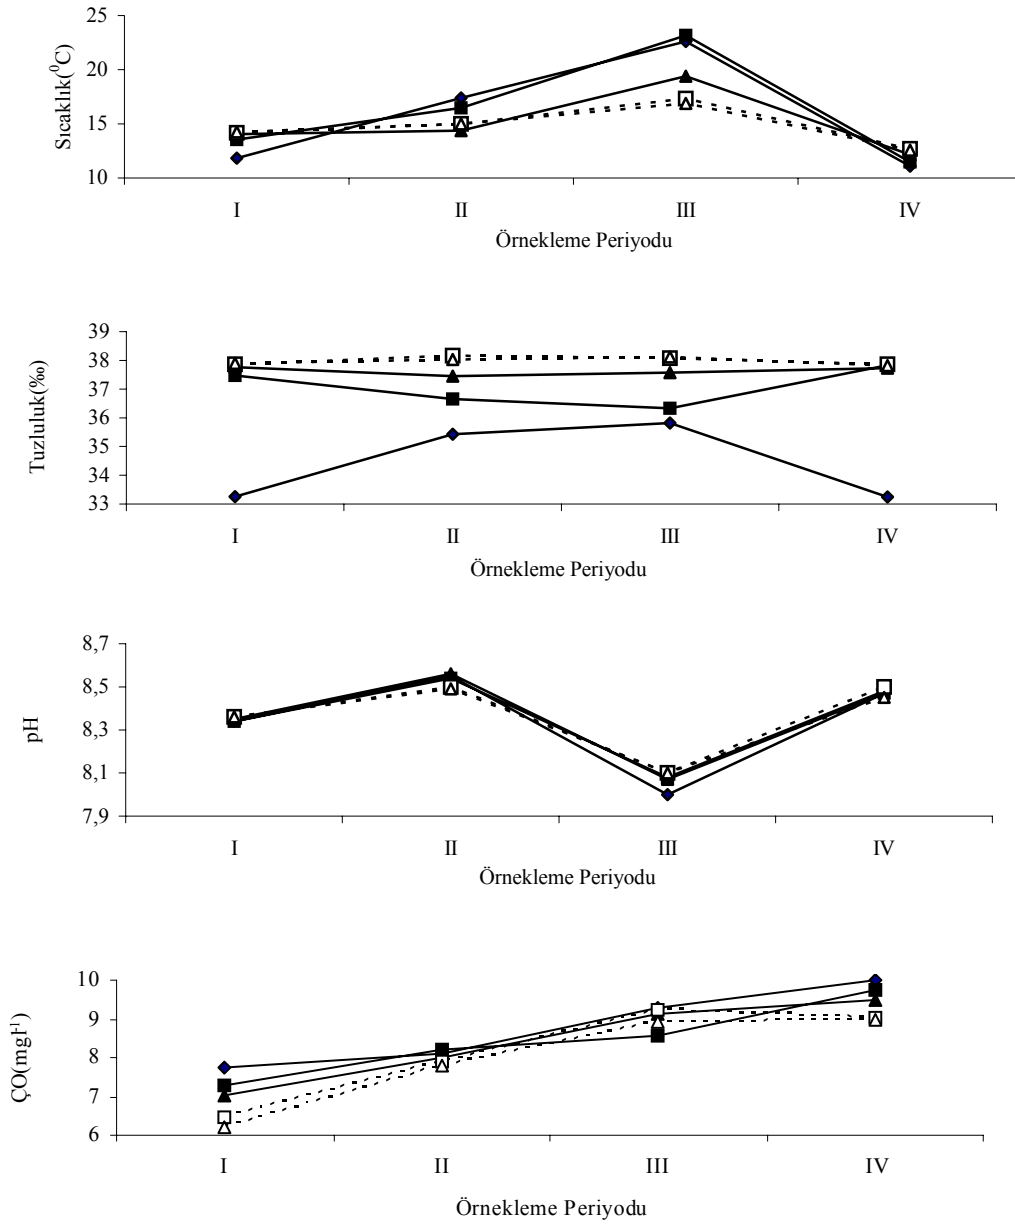 25
20
15
10
Sıcaklık(⁰C)
I II III IV
Örnekleme Periyodu
39
38
37
36
35
34
33
Tuzluluk(‰)
I II III IV
Örnekleme Periyodu
8,7
8,5
8,3
8,1
7,9
pH
I II III IV
Örnekleme Periyodu
10
9
8
7
6
ÇO(mgl⁻¹)
I II III IV
Örnekleme Periyodu